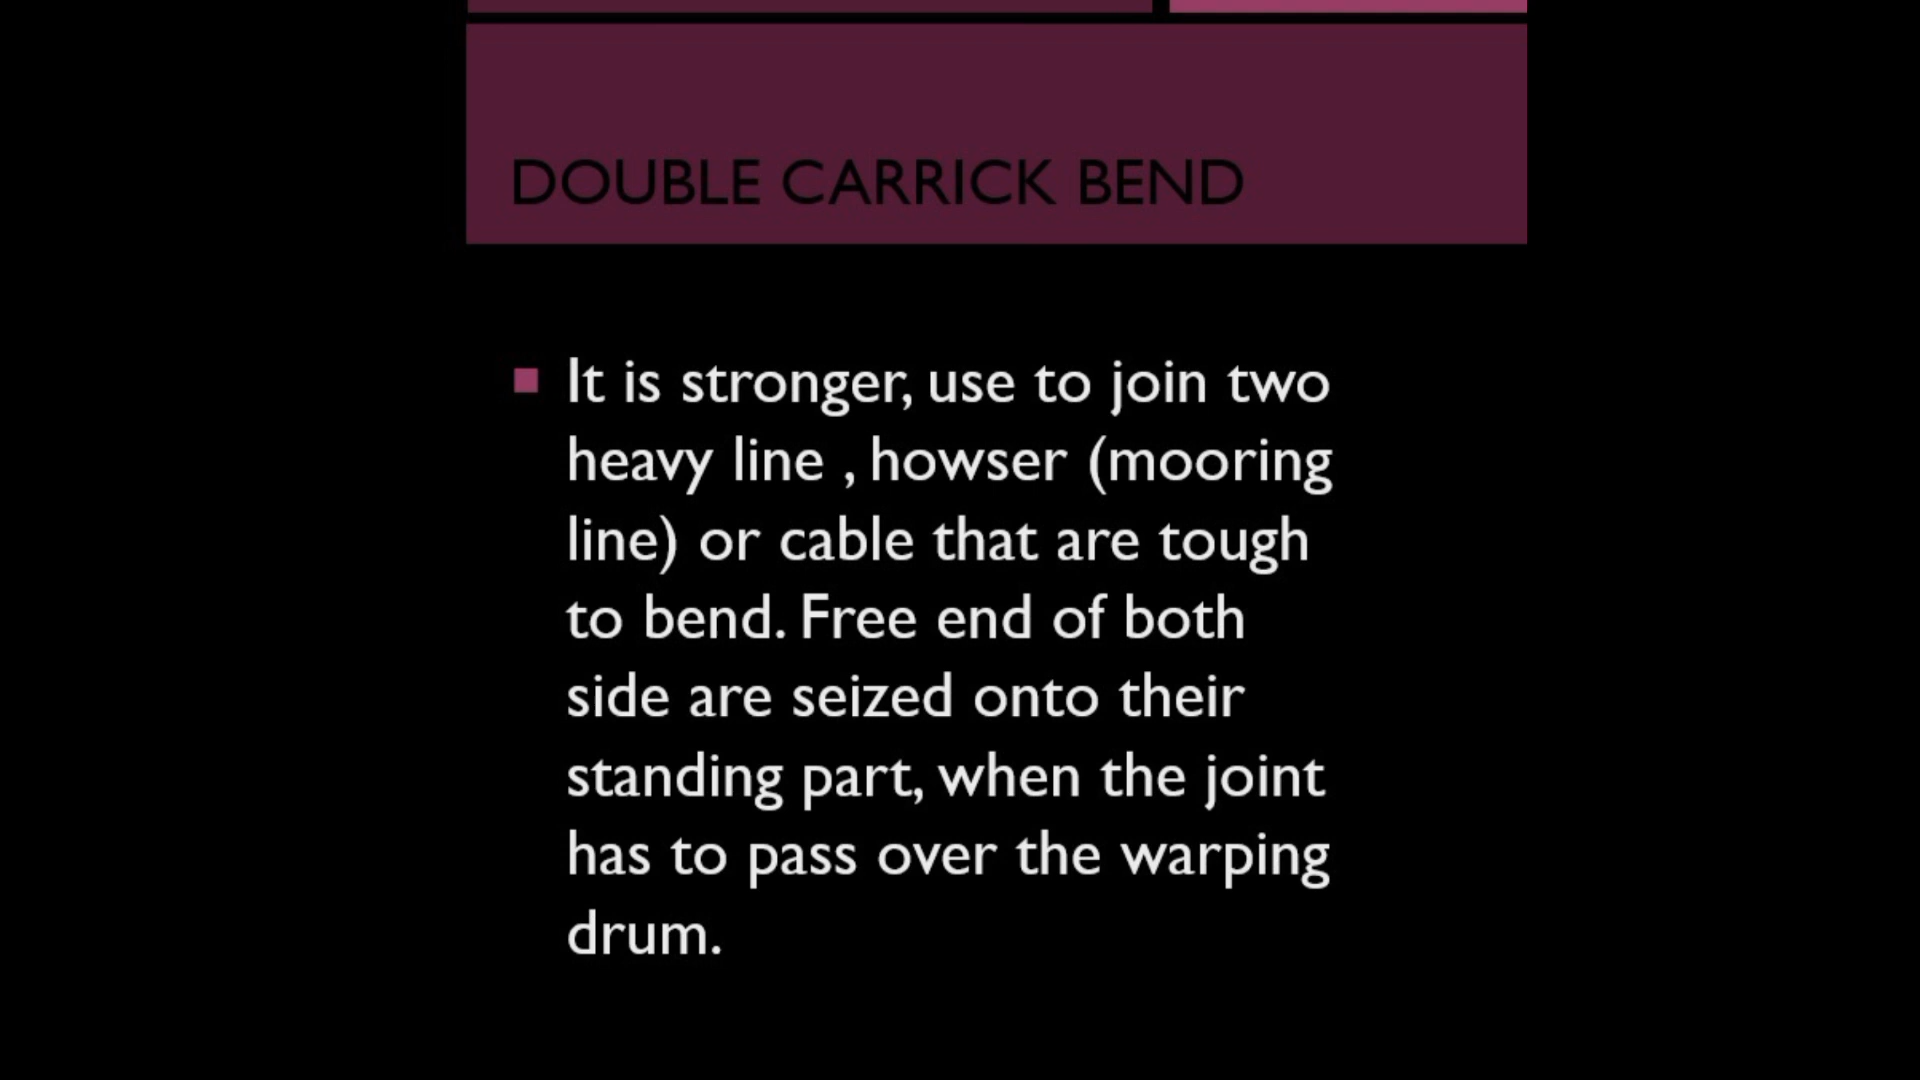 DOUBLE CARRICK BEND
It is stronger, use to join two
heavy line , howser (mooring
line) or cable that are tough
to bend. Free end of both
side are seized onto their
standing part, when the joint
has to pass over the warping
drum.